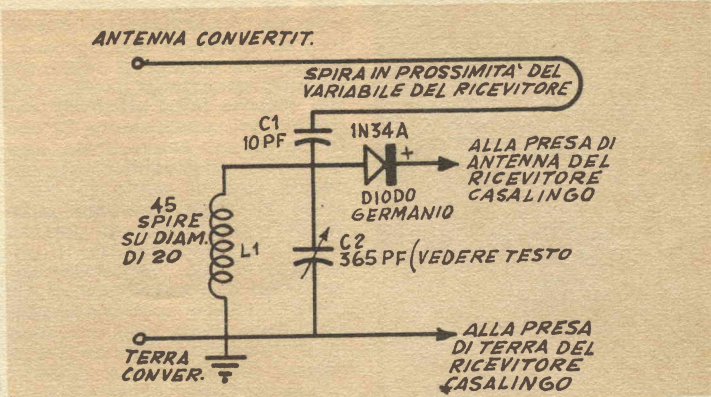 ANTENNA CONVERTIT.
SPIRA IN PROSSIMITA' DEL
VARIABILE DEL RICEVITORE
C1
10 PF
1N34A
+
ALLA PRESA DI
ANTENNA DEL
RICEVITORE
CASALINGO
DIODO
GERMANIO
45
SPIRE
SU DIAM.
DI 20
L1
C2
365 PF (VEDERE TESTO
TERRA
CONVER.
ALLA PRESA
DI TERRA DEL
RICEVITORE
CASALINGO